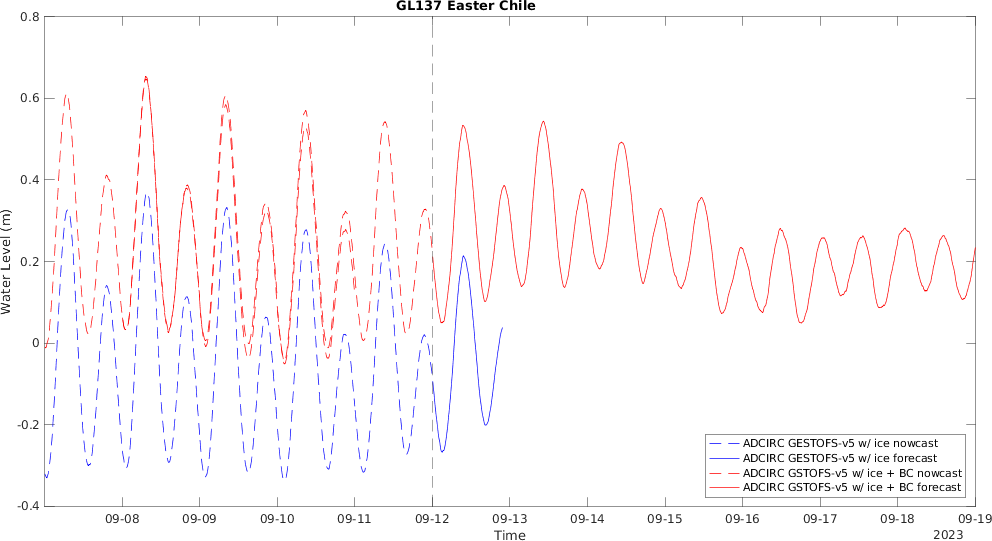 GL137 Easter Chile
0.8
0.6
0.4
0.2
0
-0.2
-0.4
Water Level (m)
ADCIRC GESTOFS-v5 w/ ice nowcast
ADCIRC GESTOFS-v5 w/ ice forecast
ADCIRC GSTOFS-v5 w/ ice + BC nowcast
ADCIRC GSTOFS-v5 w/ ice + BC forecast
09-08 09-09 09-10 09-11 09-12 09-13 09-14 09-15 09-16 09-17 09-18 09-19
Time
2023